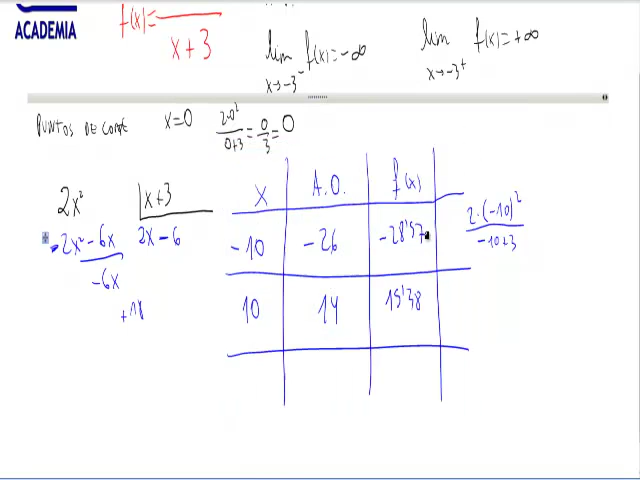 ACADEMIA
f(x)=
x+3
lim f(x)=-∞
x→-3⁻
lim f(x)=+∞
x→-3⁺
PUNTOS DE CORTE x=0 2·0²/0+3 = 0/3 = 0
2x² |x+3
-2x²-6x 2x-6
-6x
+18
x A.O. f(x)
-10 -26 -28'57 2·(-10)²/-10+3
10 14 15'38